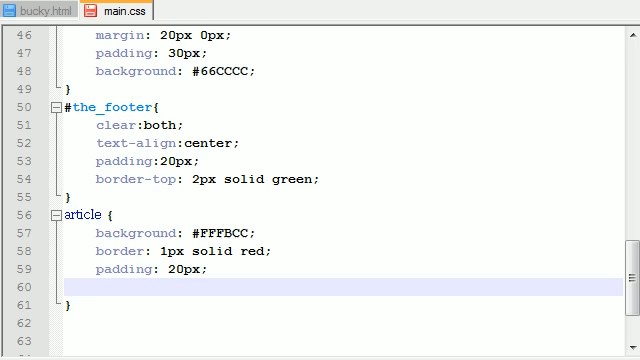 bucky.html main.css
46 margin: 20px 0px;
47 padding: 30px;
48 background: #66CCCC;
49 }
50 #the_footer{
51 clear:both;
52 text-align:center;
53 padding:20px;
54 border-top: 2px solid green;
55 }
56 article {
57 background: #FFFBCC;
58 border: 1px solid red;
59 padding: 20px;
60
61 }
62
63